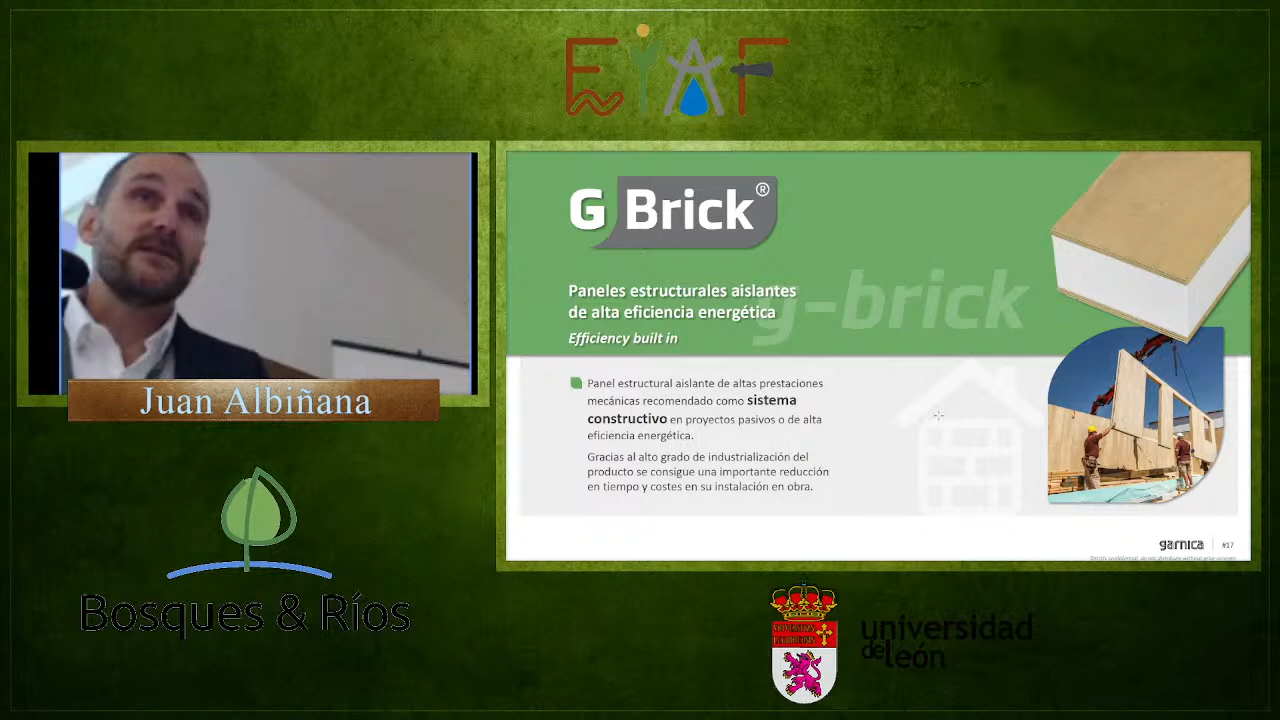 EIAF
G Brick®
g-brick
Paneles estructurales aislantes
de alta eficiencia energética
Efficiency built in
Panel estructural aislante de altas prestaciones
mecánicas recomendado como sistema
constructivo en proyectos pasivos o de alta
eficiencia energética.
Gracias al alto grado de industrialización del
producto se consigue una importante reducción
en tiempo y costes en su instalación en obra.
garnica #17
Juan Albiñana
Bosques & Ríos
universidad
de león